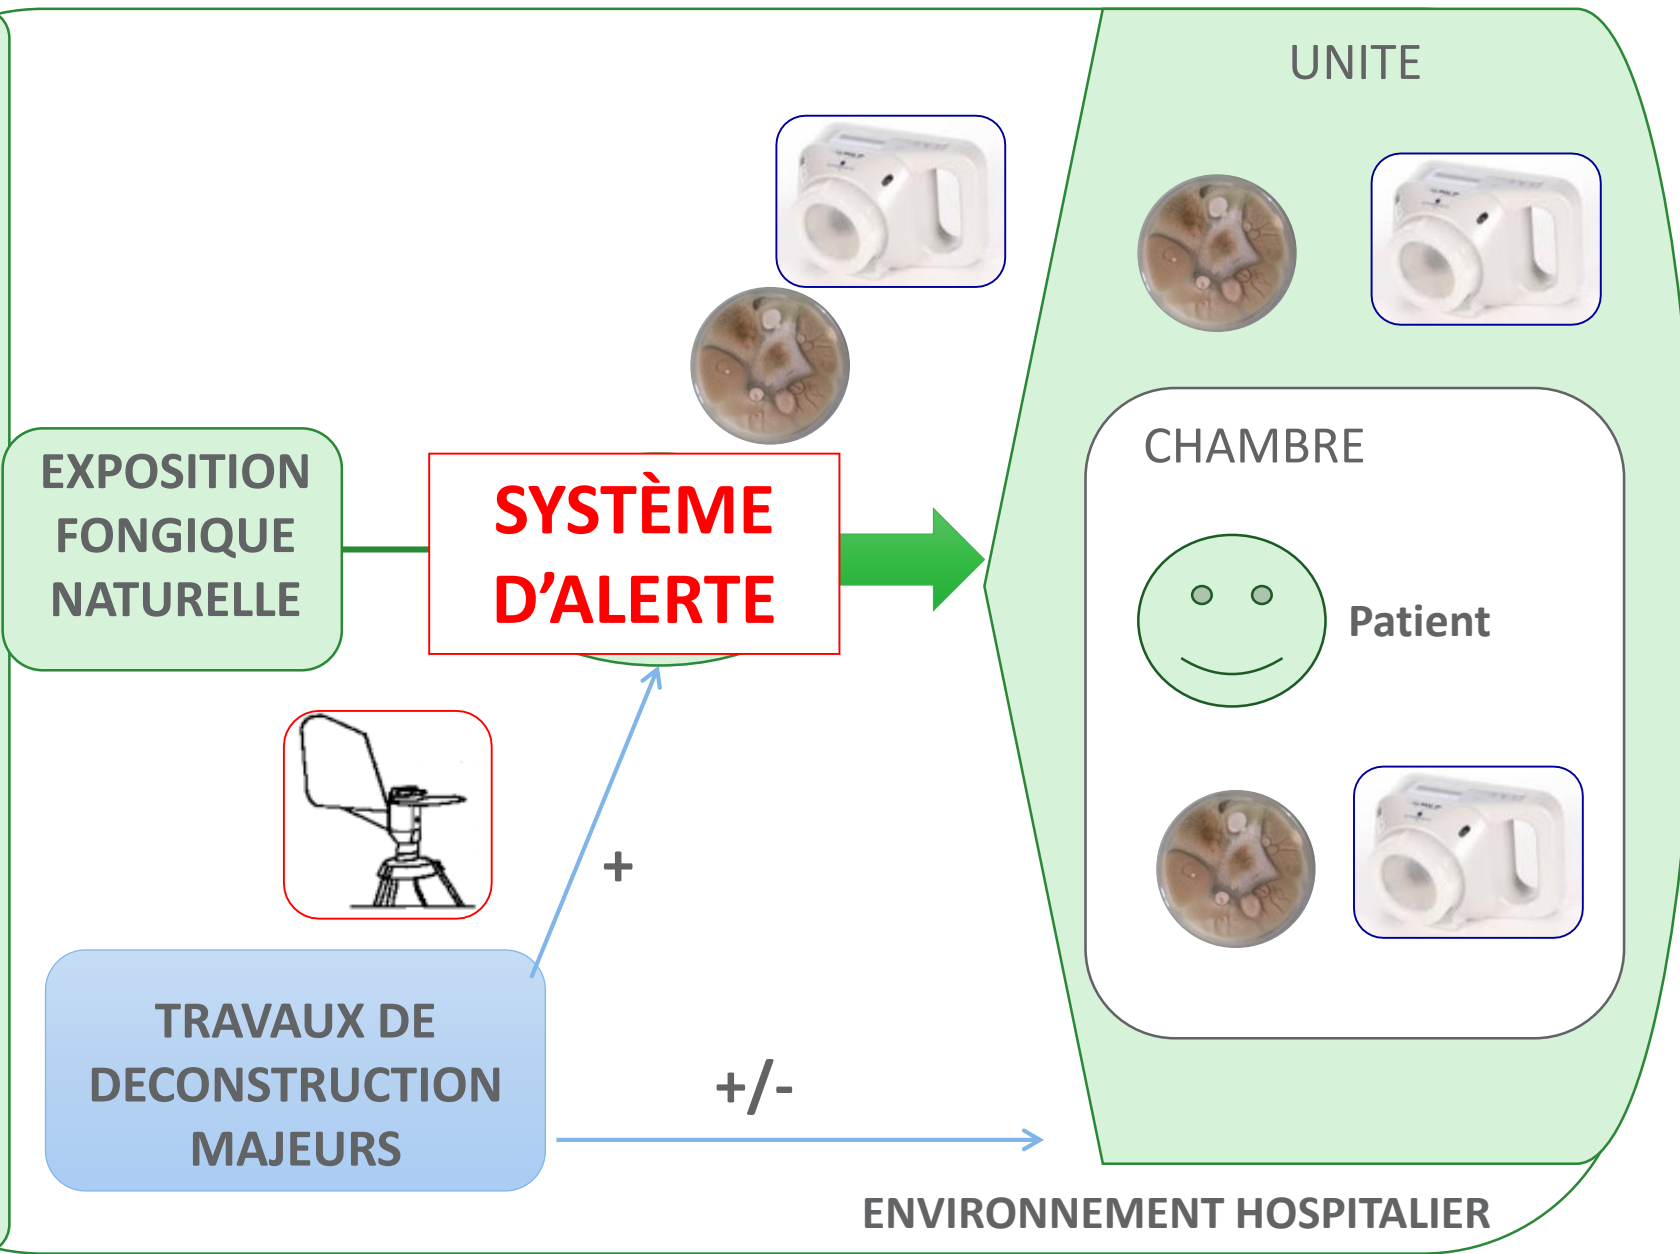 UNITE
EXPOSITION
FONGIQUE
NATURELLE
SYSTÈME
D’ALERTE
CHAMBRE
Patient
+
TRAVAUX DE
DECONSTRUCTION
MAJEURS
+/-
ENVIRONNEMENT HOSPITALIER